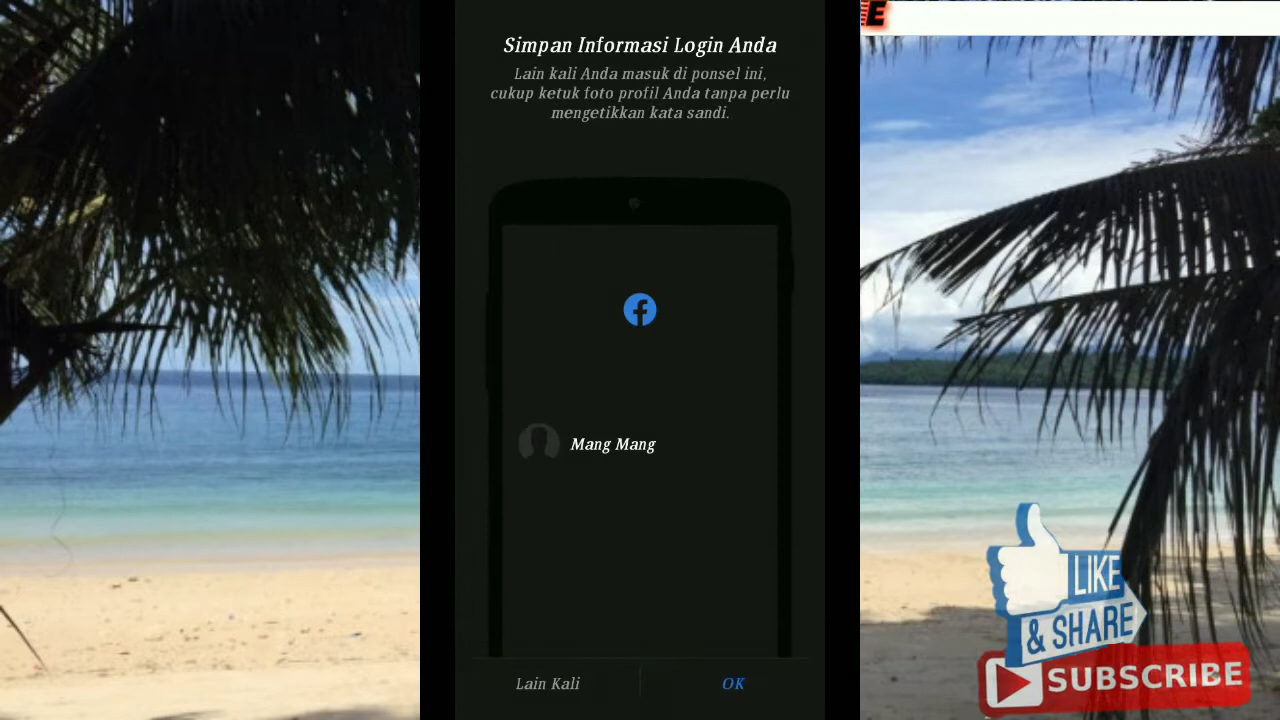 Simpan Informasi Login Anda
Lain kali Anda masuk di ponsel ini,
cukup ketuk foto profil Anda tanpa perlu
mengetikkan kata sandi.
Mang Mang
Lain Kali
OK
E
LIKE
& SHARE
SUBSCRIBE